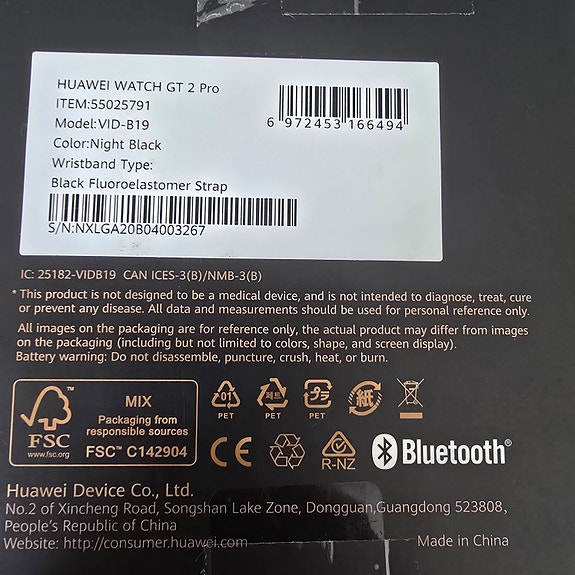 HUAWEI WATCH GT 2 Pro
ITEM:55025791
Model:VID-B19
Color:Night Black
Wristband Type:
Black Fluoroelastomer Strap
S/N:NXLGA20B04003267
6 972453 166494
IC: 25182-VIDB19 CAN ICES-3(B)/NMB-3(B)
* This product is not designed to be a medical device, and is not intended to diagnose, treat, cure
or prevent any disease. All data and measurements should be used for personal reference only.
All images on the packaging are for reference only, the actual product may differ from images
on the packaging (including but not limited to colors, shape, and screen display).
Battery warning: Do not disassemble, puncture, crush, heat, or burn.
FSC
www.fsc.org
MIX
Packaging from
responsible sources
FSC™ C142904
01
PET
페트
PET
プラ
PET
紙
CE
R-NZ
Bluetooth®
Huawei Device Co., Ltd.
No.2 of Xincheng Road, Songshan Lake Zone, Dongguan,Guangdong 523808,
People's Republic of China
Website: http://consumer.huawei.com
Made in China